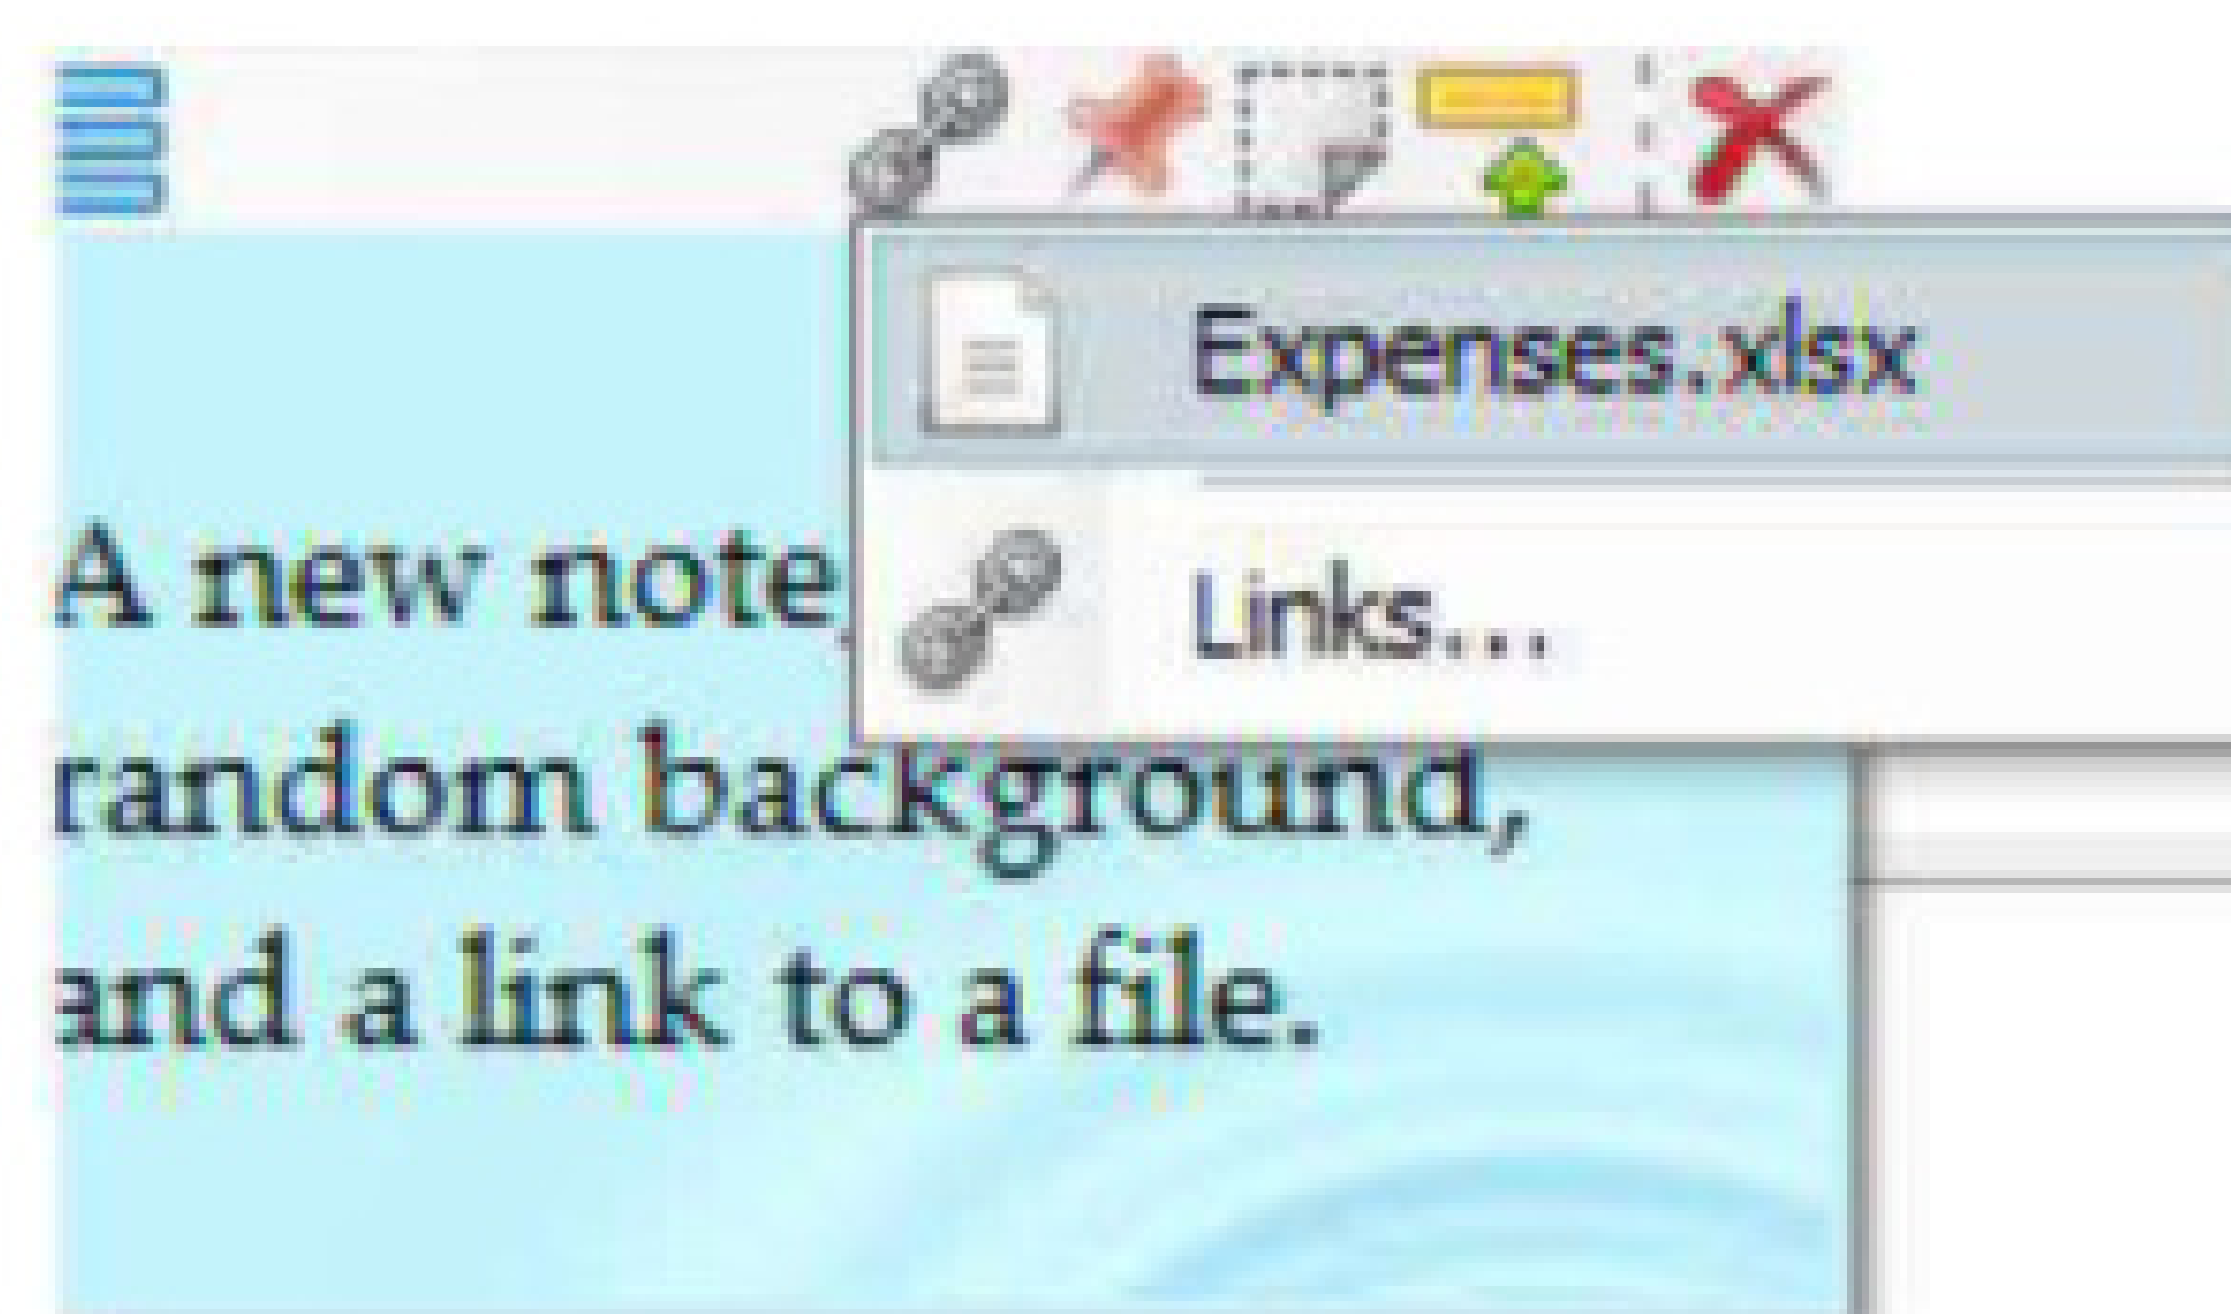 Expenses.xlsx
Links...
A new note,
random background,
and a link to a file.